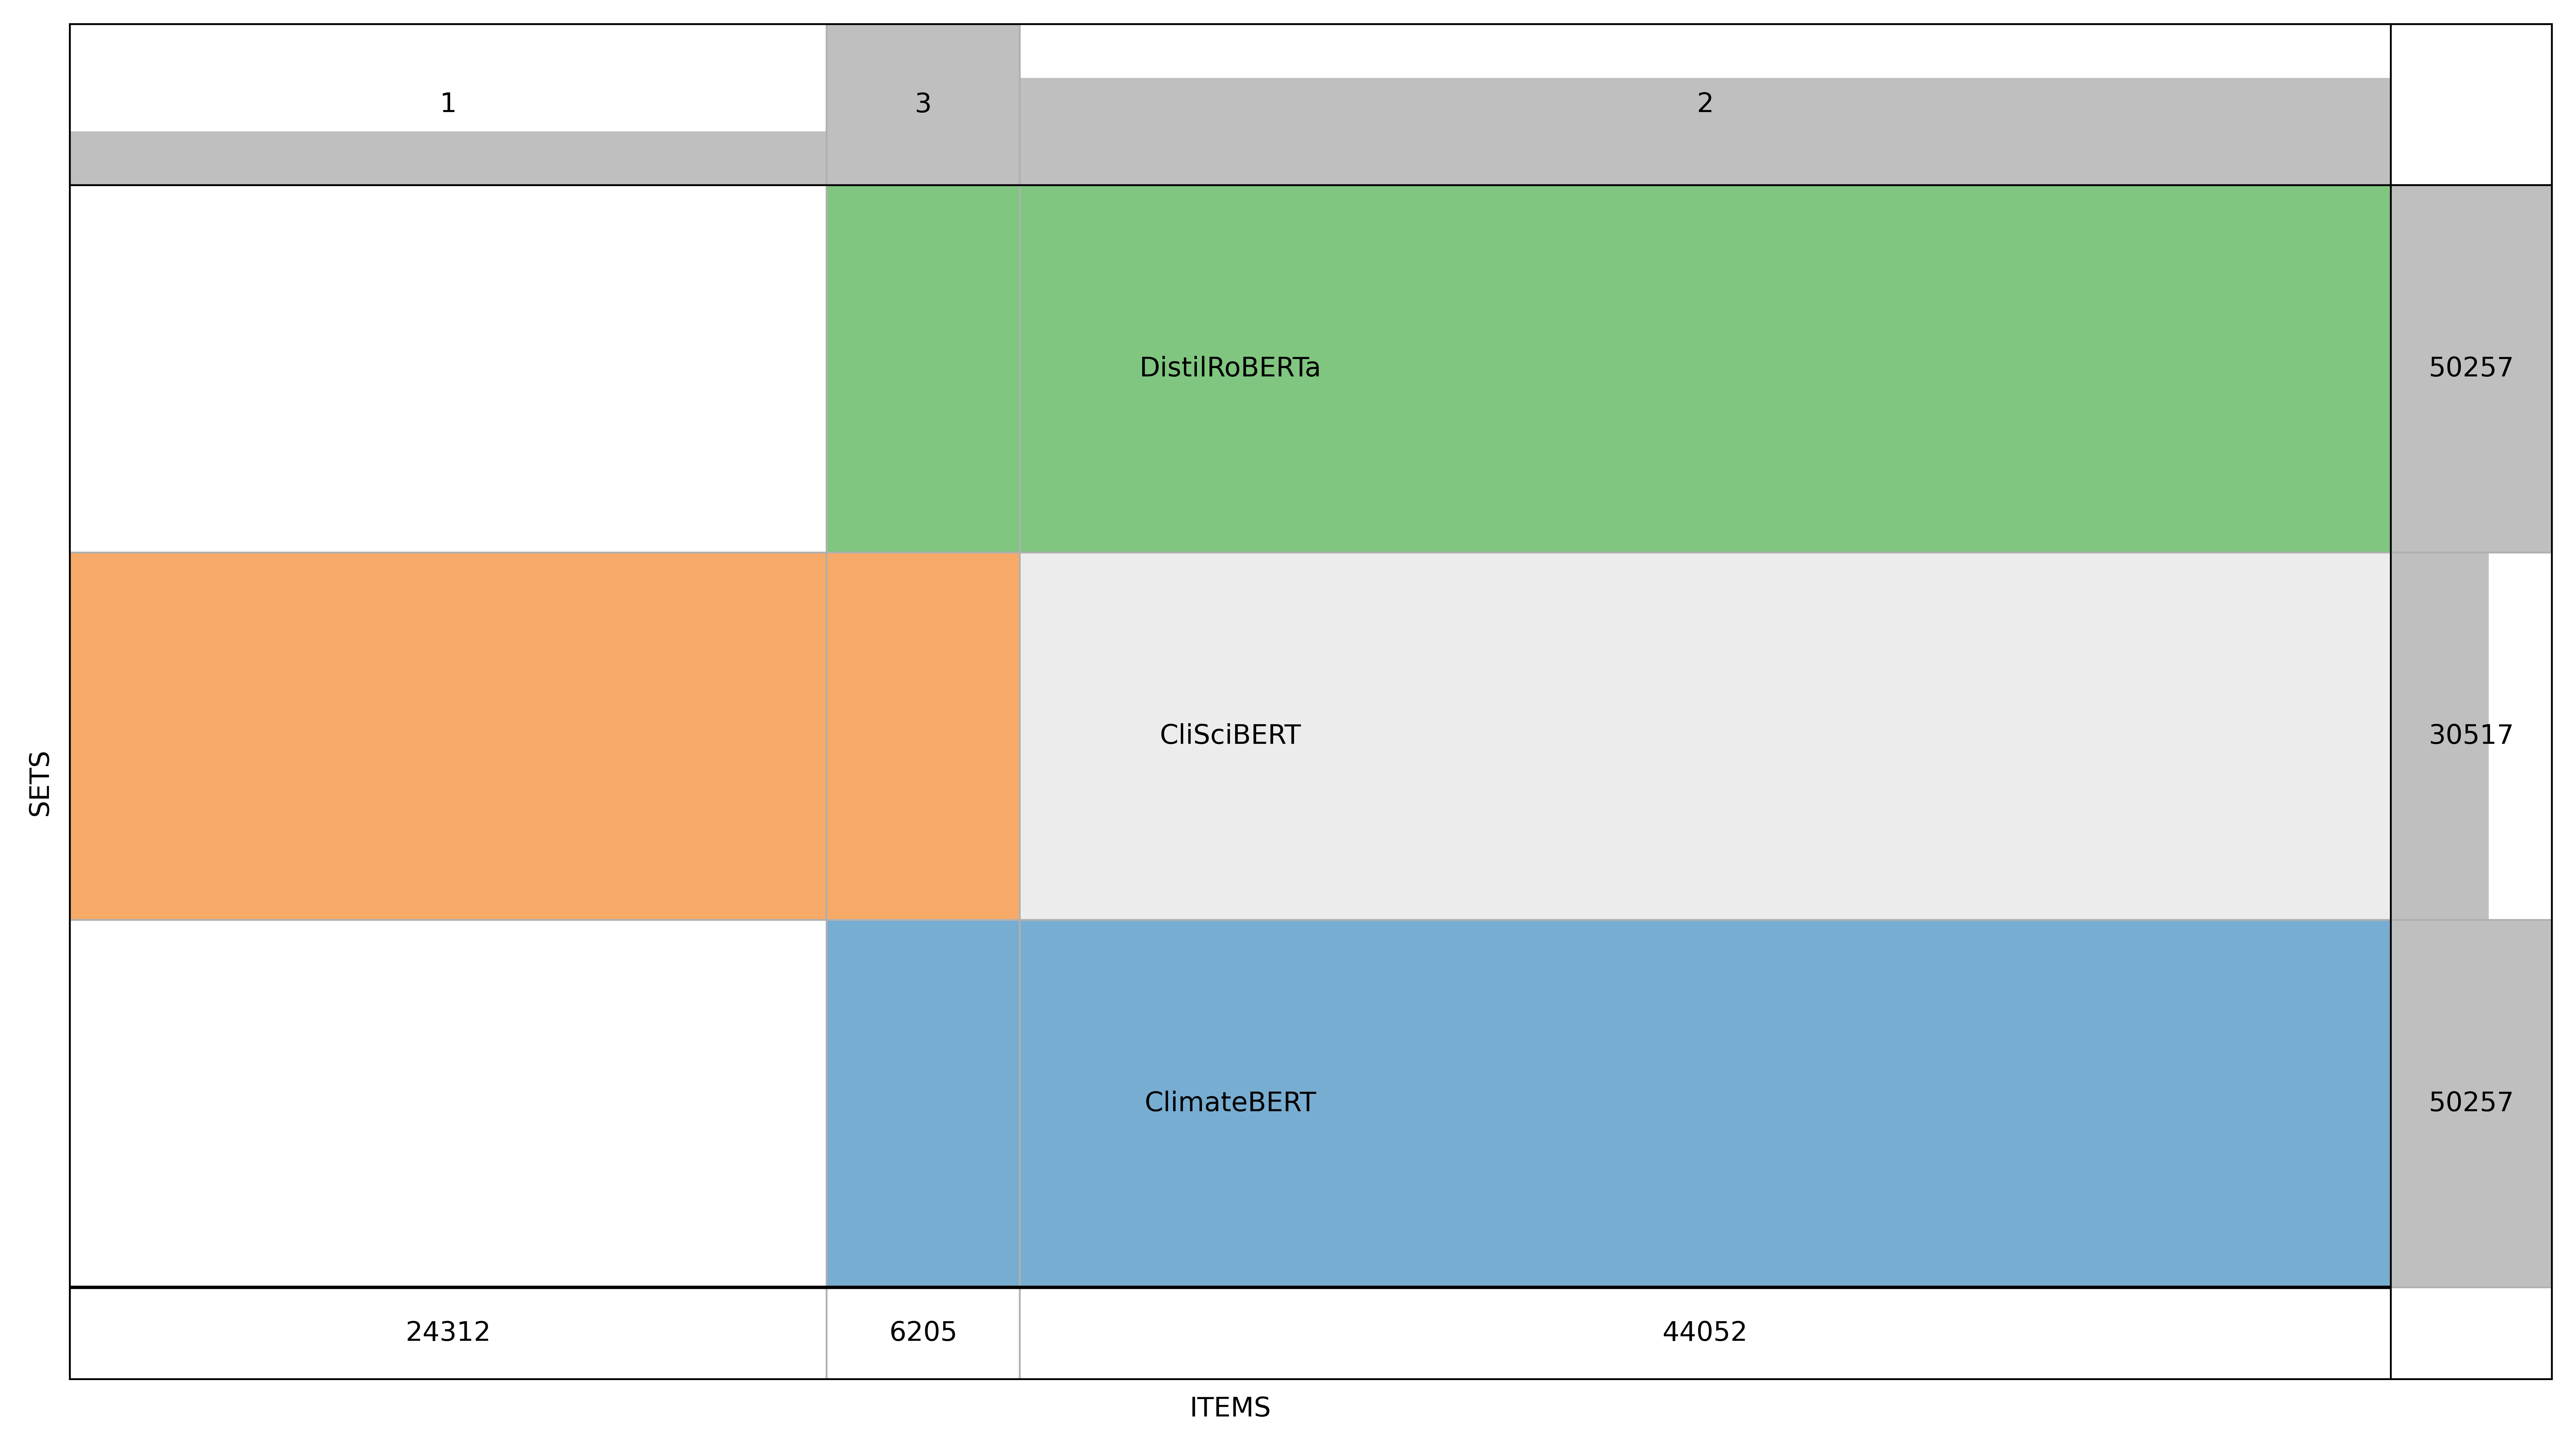 1
3
2
DistilRoBERTa
50257
CliSciBERT
30517
SETS
ClimateBERT
50257
24312
6205
44052
ITEMS